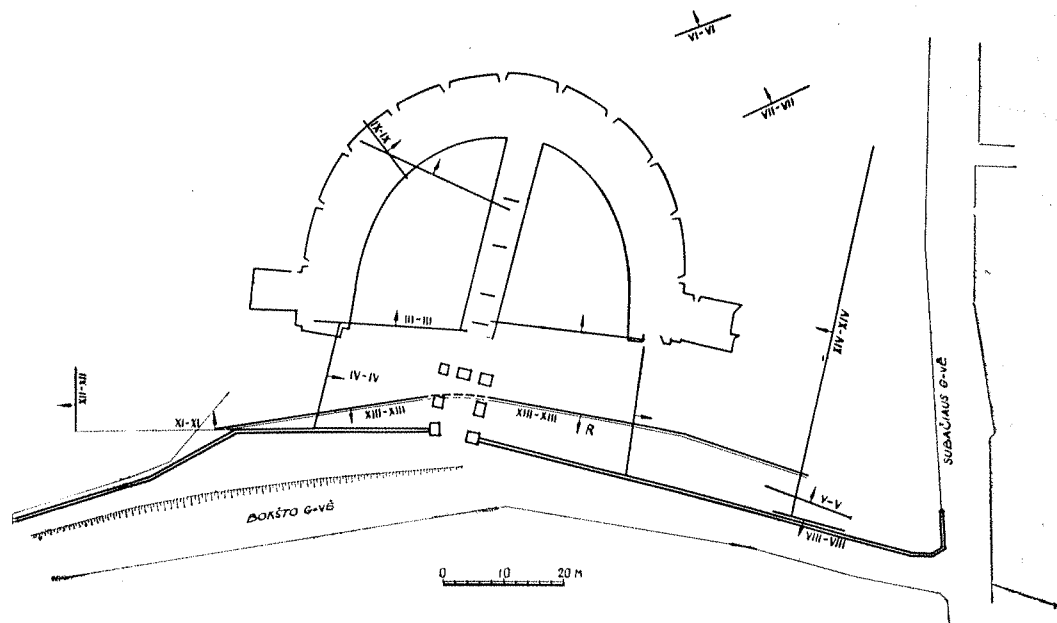 VI-VI
VII-VII
IX-IX
III-III
XIV-XIV
IV-IV
XII-XII
XI-XI
XIII-XIII
XIII-XIII
R
SUBAČIAUS G-VĖ
V-V
VIII-VIII
BOKŠTO G-VĖ
0 10 20 M